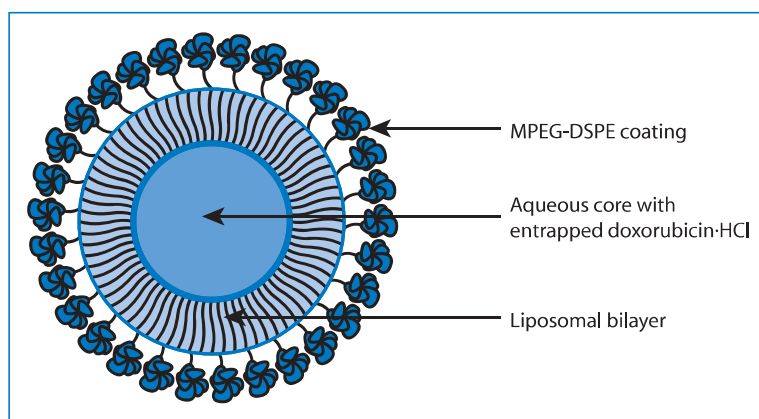 MPEG-DSPE coating
Aqueous core with
entrapped doxorubicin·HCl
Liposomal bilayer